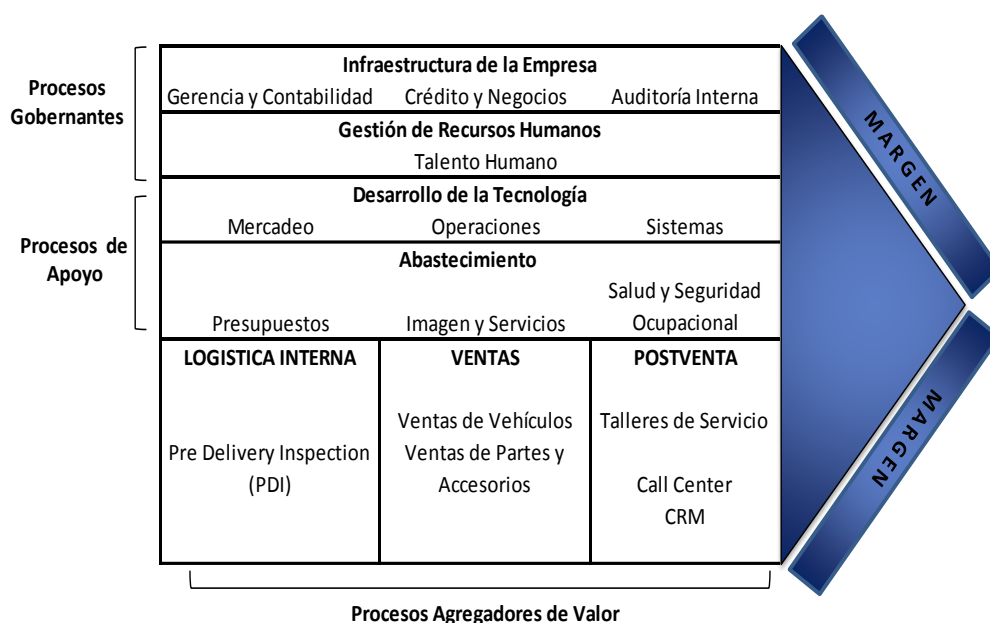 Procesos
Gobernantes
Infraestructura de la Empresa
Gerencia y Contabilidad Crédito y Negocios Auditoría Interna
Gestión de Recursos Humanos
Talento Humano
Procesos de
Apoyo
Desarrollo de la Tecnología
Mercadeo Operaciones Sistemas
Abastecimiento
Presupuestos Imagen y Servicios
Salud y Seguridad
Ocupacional
LOGISTICA INTERNA
Pre Delivery Inspection
(PDI)
VENTAS
Ventas de Vehículos
Ventas de Partes y
Accesorios
POSTVENTA
Talleres de Servicio
Call Center
CRM
MARGEN
MARGEN
Procesos Agregadores de Valor